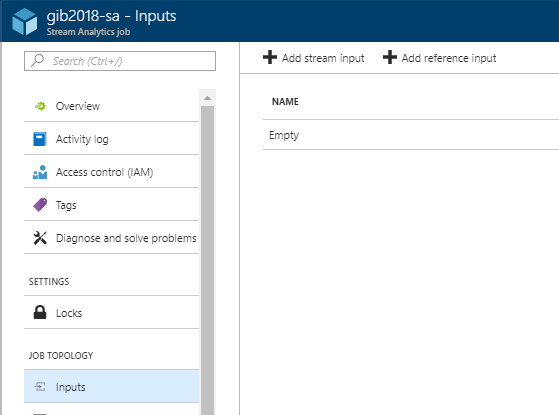 gib2018-sa - Inputs
Stream Analytics job
Search (Ctrl+/)
Overview
Activity log
Access control (IAM)
Tags
Diagnose and solve problems
SETTINGS
Locks
JOB TOPOLOGY
Inputs
Add stream input
Add reference input
NAME
Empty